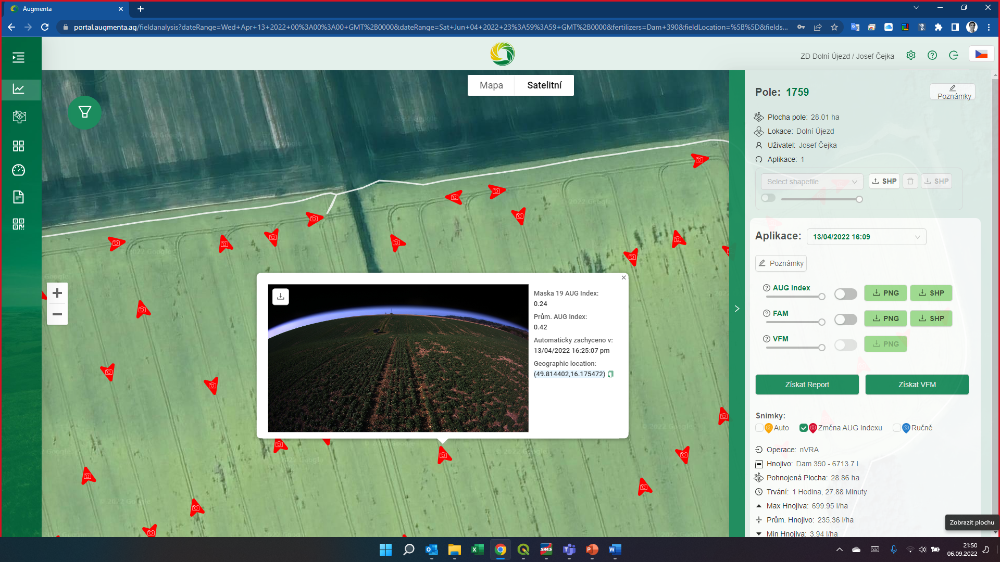 Augmenta
portal.augmenta.ag/fieldanalysis?dateRange=Wed+Apr+13+2022+00%3A00%3A00+GMT%2B0000&dateRange=Sat+Jun+04+2022+23%3A59%3A59+GMT%2B0000&fertilizers=Dam+390&fieldLocation=%5B%5D&fields...
ZD Dolní Újezd / Josef Čejka
Mapa
Satelitní
Pole: 1759
Poznámky
Plocha pole: 28.01 ha
Lokace: Dolní Újezd
Uživatel: Josef Čejka
Aplikace: 1
Select shapefile
SHP
SHP
Aplikace: 13/04/2022 16:09
Poznámky
AUG Index
PNG
SHP
FAM
PNG
SHP
VFM
PNG
Získat Report
Získat VFM
Snímky:
Auto
Změna AUG Indexu
Ručně
Operace: nVRA
Hnojivo: Dam 390 - 6713.7 l
Pohnojená Plocha: 28.86 ha
Trvání: 1 Hodina, 27.88 Minuty
Max Hnojiva: 699.95 l/ha
Prům. Hnojivo: 235.36 l/ha
Min Hnojiva: 3.94 l/ha
Maska 19 AUG Index:
0.24
Prům. AUG Index:
0.42
Automaticky zachyceno v:
13/04/2022 16:25:07 pm
Geographic location:
(49.814402,16.175472)
Zobrazit plochu
SMS
21:50
06.09.2022